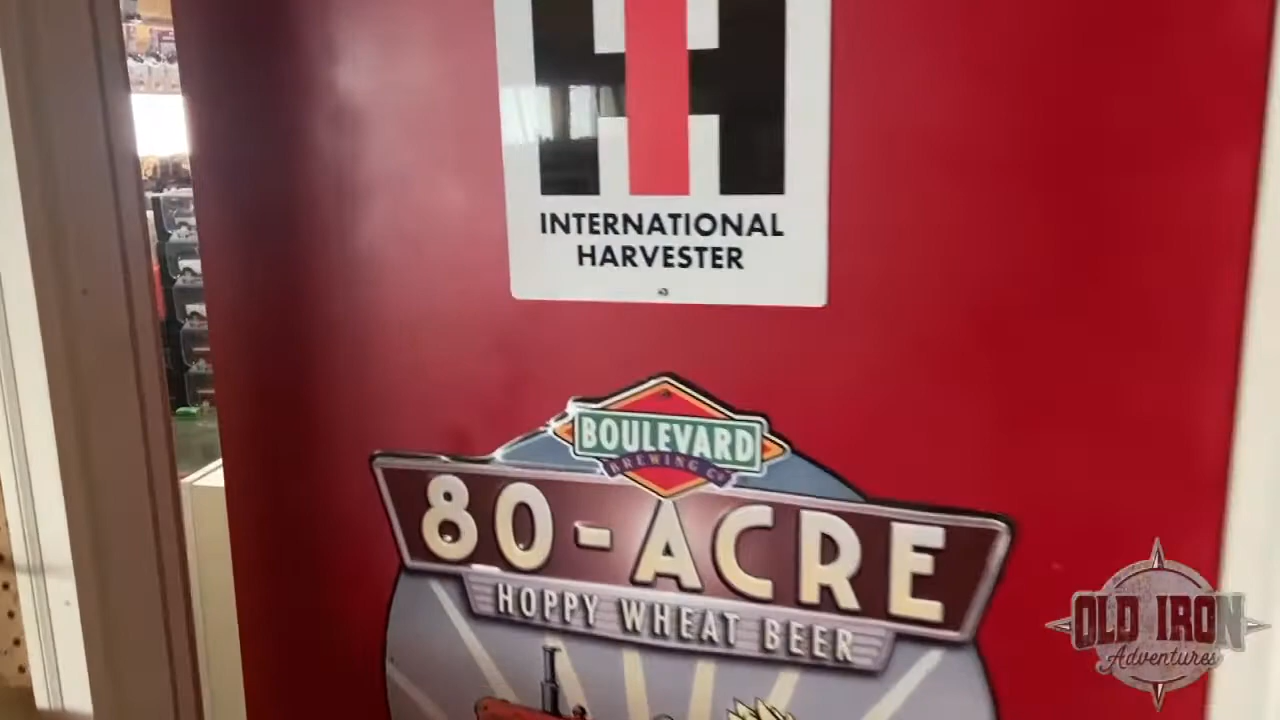 INTERNATIONAL
HARVESTER
BOULEVARD
BREWING Co
80-ACRE
HOPPY WHEAT BEER
OLD IRON
Adventures